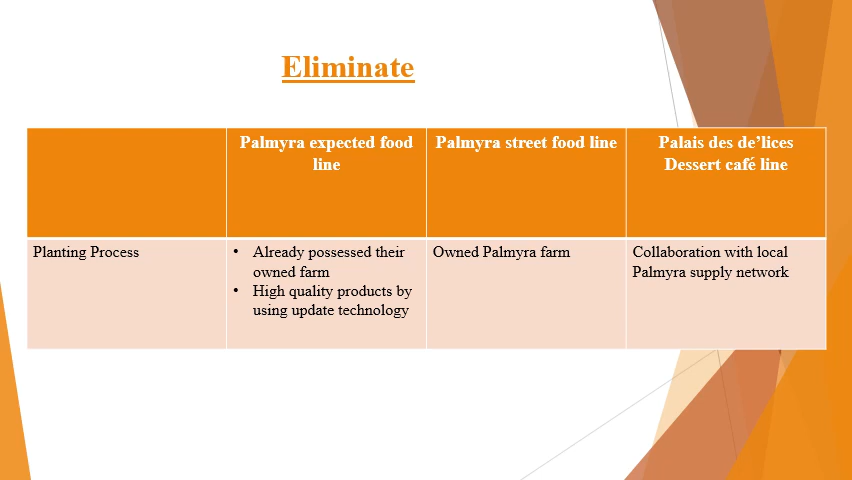 Eliminate
Palmyra expected food
line
Palmyra street food line
Palais des de’lices
Dessert café line
Planting Process
• Already possessed their
owned farm
• High quality products by
using update technology
Owned Palmyra farm
Collaboration with local
Palmyra supply network